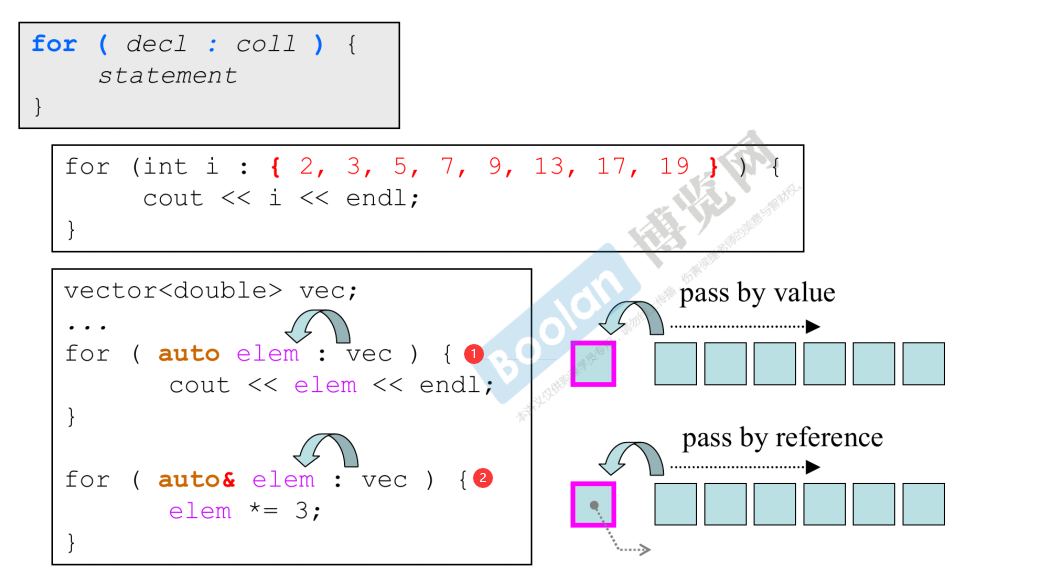 for ( decl : coll ) {
statement
}
for (int i : { 2, 3, 5, 7, 9, 13, 17, 19 } ) {
cout << i << endl;
}
vector<double> vec;
...
for ( auto elem : vec ) { 1
cout << elem << endl;
}
for ( auto& elem : vec ) { 2
elem *= 3;
}
pass by value
pass by reference
Boolan 博览网